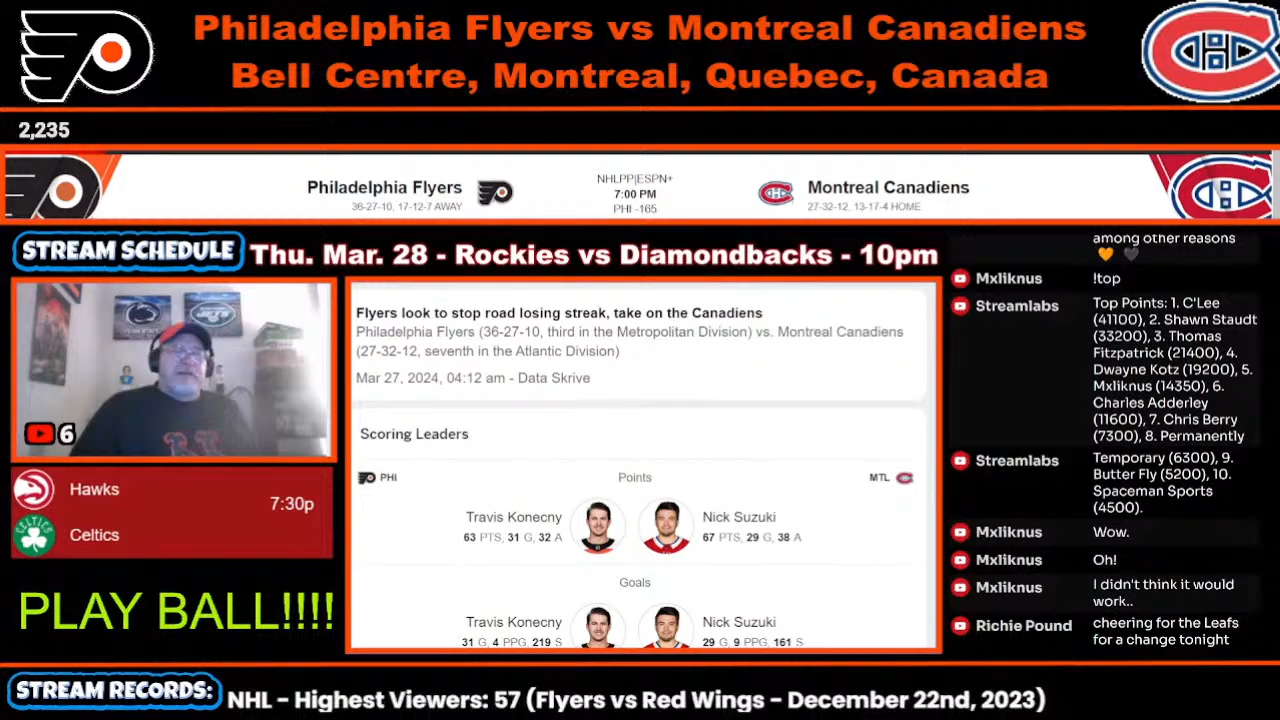 Philadelphia Flyers vs Montreal Canadiens
Bell Centre, Montreal, Quebec, Canada
2,235
Philadelphia Flyers
36-27-10, 17-12-7 AWAY
NHLPP|ESPN+
7:00 PM
PHI -165
Montreal Canadiens
27-32-12, 13-17-4 HOME
STREAM SCHEDULE
Thu. Mar. 28 - Rockies vs Diamondbacks - 10pm
6
Hawks
Celtics
7:30p
PLAY BALL!!!!
Flyers look to stop road losing streak, take on the Canadiens
Philadelphia Flyers (36-27-10, third in the Metropolitan Division) vs. Montreal Canadiens
(27-32-12, seventh in the Atlantic Division)
Mar 27, 2024, 04:12 am - Data Skrive
Scoring Leaders
PHI
Points
MTL
Travis Konecny
63 PTS, 31 G, 32 A
Nick Suzuki
67 PTS, 29 G, 38 A
Goals
Travis Konecny
31 G, 4 PPG, 219 S
Nick Suzuki
29 G, 9 PPG, 161 S
among other reasons
🧡 🖤
Mxliknus
!top
Streamlabs
Top Points: 1. C'Lee
(41100), 2. Shawn Staudt
(33200), 3. Thomas
Fitzpatrick (21400), 4.
Dwayne Kotz (19200), 5.
Mxliknus (14350), 6.
Charles Adderley
(11600), 7. Chris Berry
(7300), 8. Permanently
Streamlabs
Temporary (6300), 9.
Butter Fly (5200), 10.
Spaceman Sports
(4500).
Mxliknus
Wow.
Mxliknus
Oh!
Mxliknus
I didn't think it would
work..
Richie Pound
cheering for the Leafs
for a change tonight
STREAM RECORDS:
NHL - Highest Viewers: 57 (Flyers vs Red Wings - December 22nd, 2023)